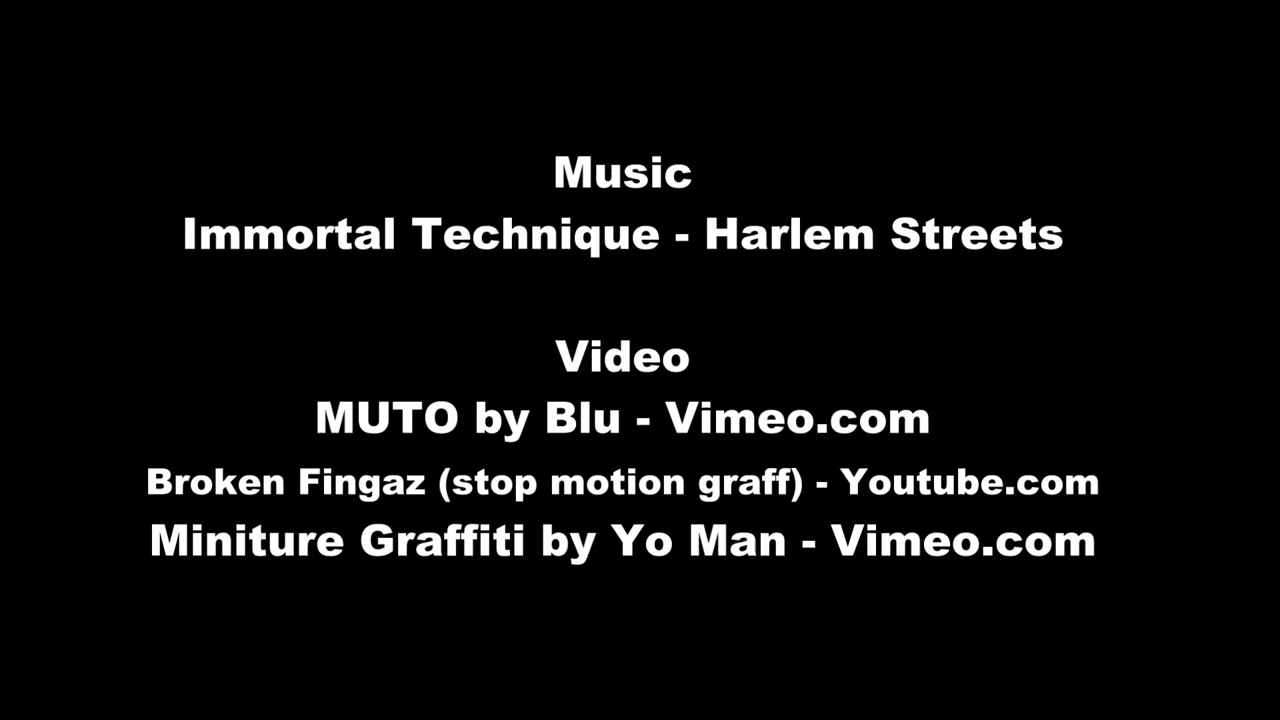 Music
Immortal Technique - Harlem Streets
Video
MUTO by Blu - Vimeo.com
Broken Fingaz (stop motion graff) - Youtube.com
Miniture Graffiti by Yo Man - Vimeo.com